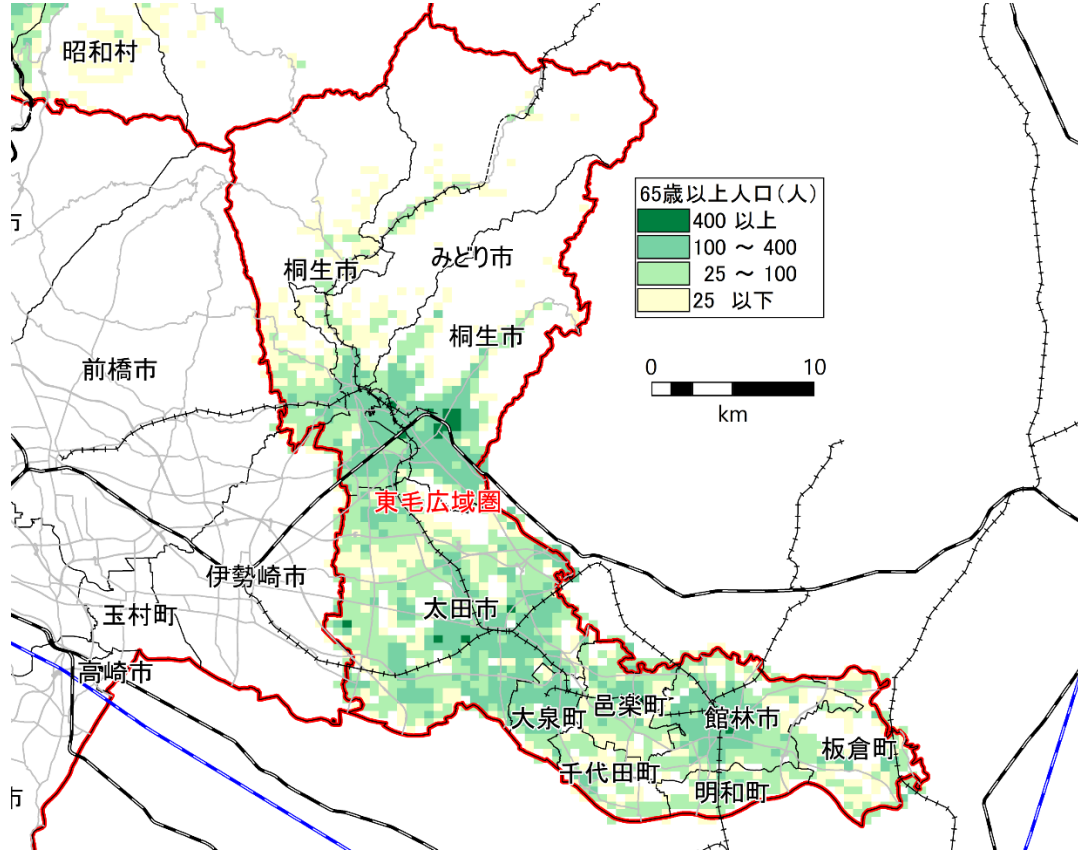 昭和村
65歳以上人口(人)
400 以上
100 ～ 400
25 ～ 100
25 以下
市
みどり市
桐生市
桐生市
前橋市
0
10
km
東毛広域圏
伊勢崎市
太田市
玉村町
高崎市
大泉町
邑楽町
館林市
板倉町
千代田町
明和町
市